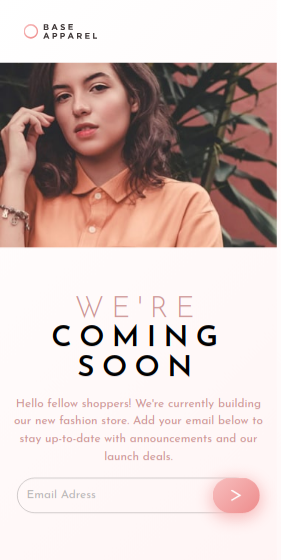 BASE
APPAREL
WE'RE
COMING
SOON
Hello fellow shoppers! We're currently building
our new fashion store. Add your email below to
stay up-to-date with announcements and our
launch deals.
Email Adress